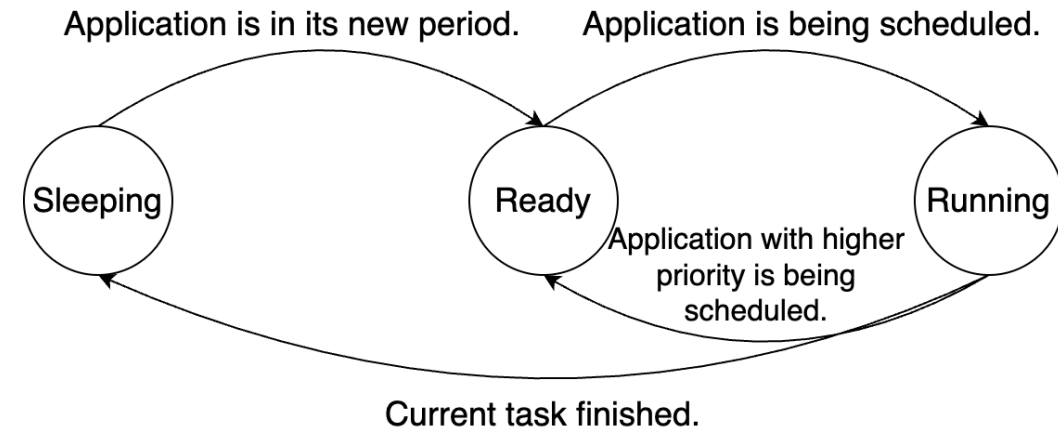 Application is in its new period.
Application is being scheduled.
Sleeping
Ready
Running
Application with higher
priority is being
scheduled.
Current task finished.